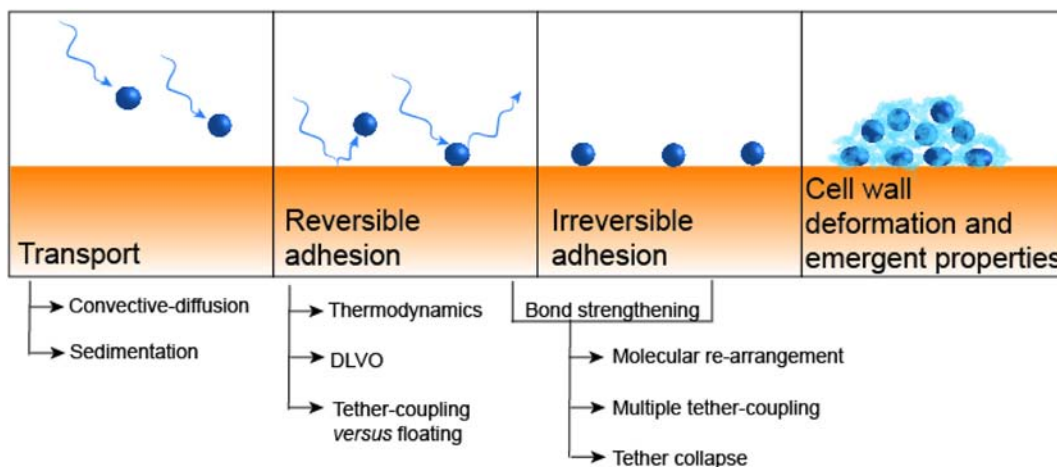 Transport
Reversible
adhesion
Irreversible
adhesion
Cell wall
deformation and
emergent properties
Convective-diffusion
Sedimentation
Thermodynamics
DLVO
Tether-coupling
versus floating
Bond strengthening
Molecular re-arrangement
Multiple tether-coupling
Tether collapse